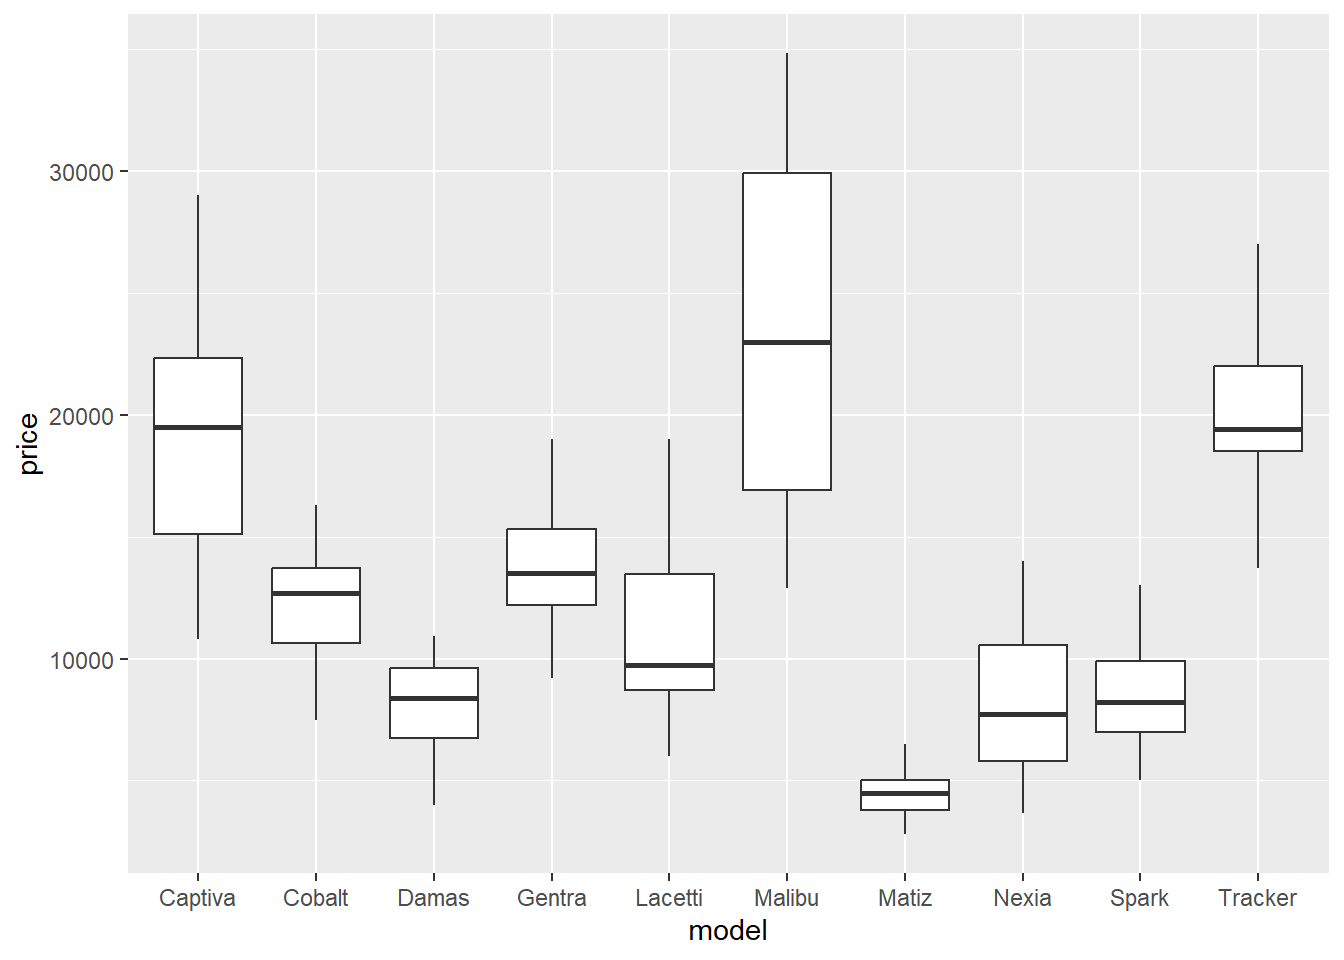 price
30000
20000
10000
Captiva Cobalt Damas Gentra Lacetti Malibu Matiz Nexia Spark Tracker
model